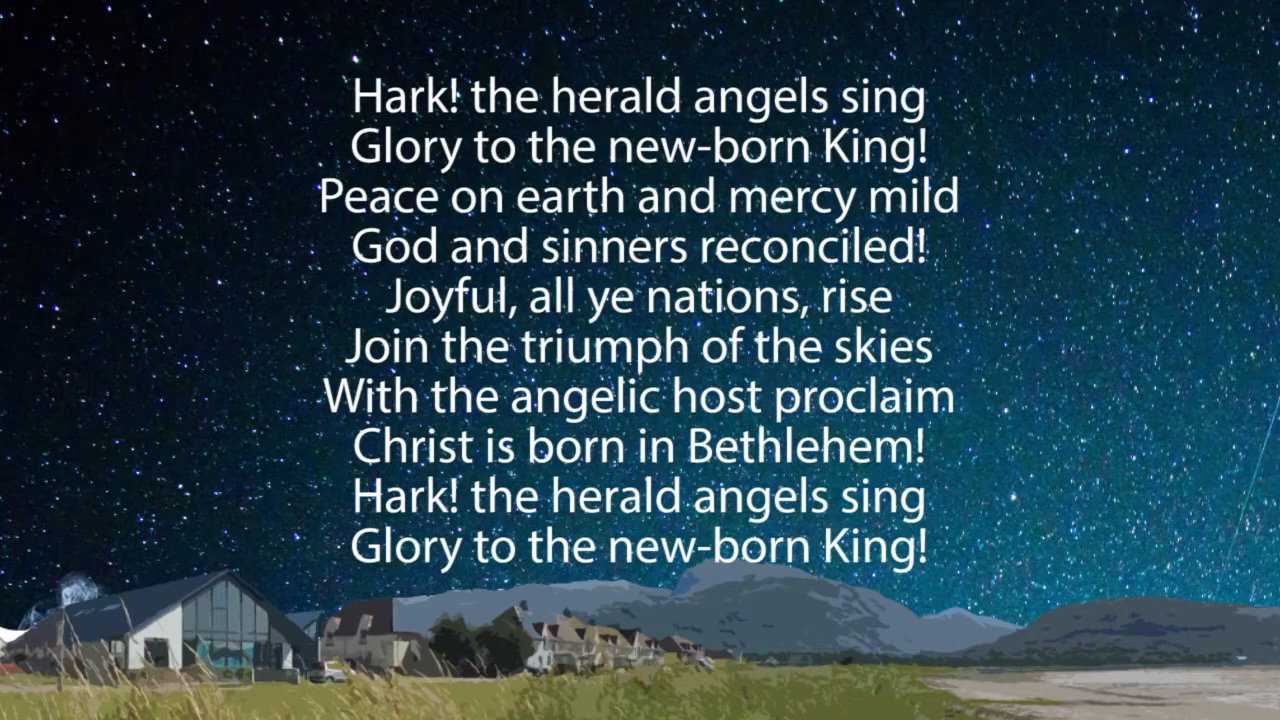 Hark! the herald angels sing
Glory to the new-born King!
Peace on earth and mercy mild
God and sinners reconciled!
Joyful, all ye nations, rise
Join the triumph of the skies
With the angelic host proclaim
Christ is born in Bethlehem!
Hark! the herald angels sing
Glory to the new-born King!